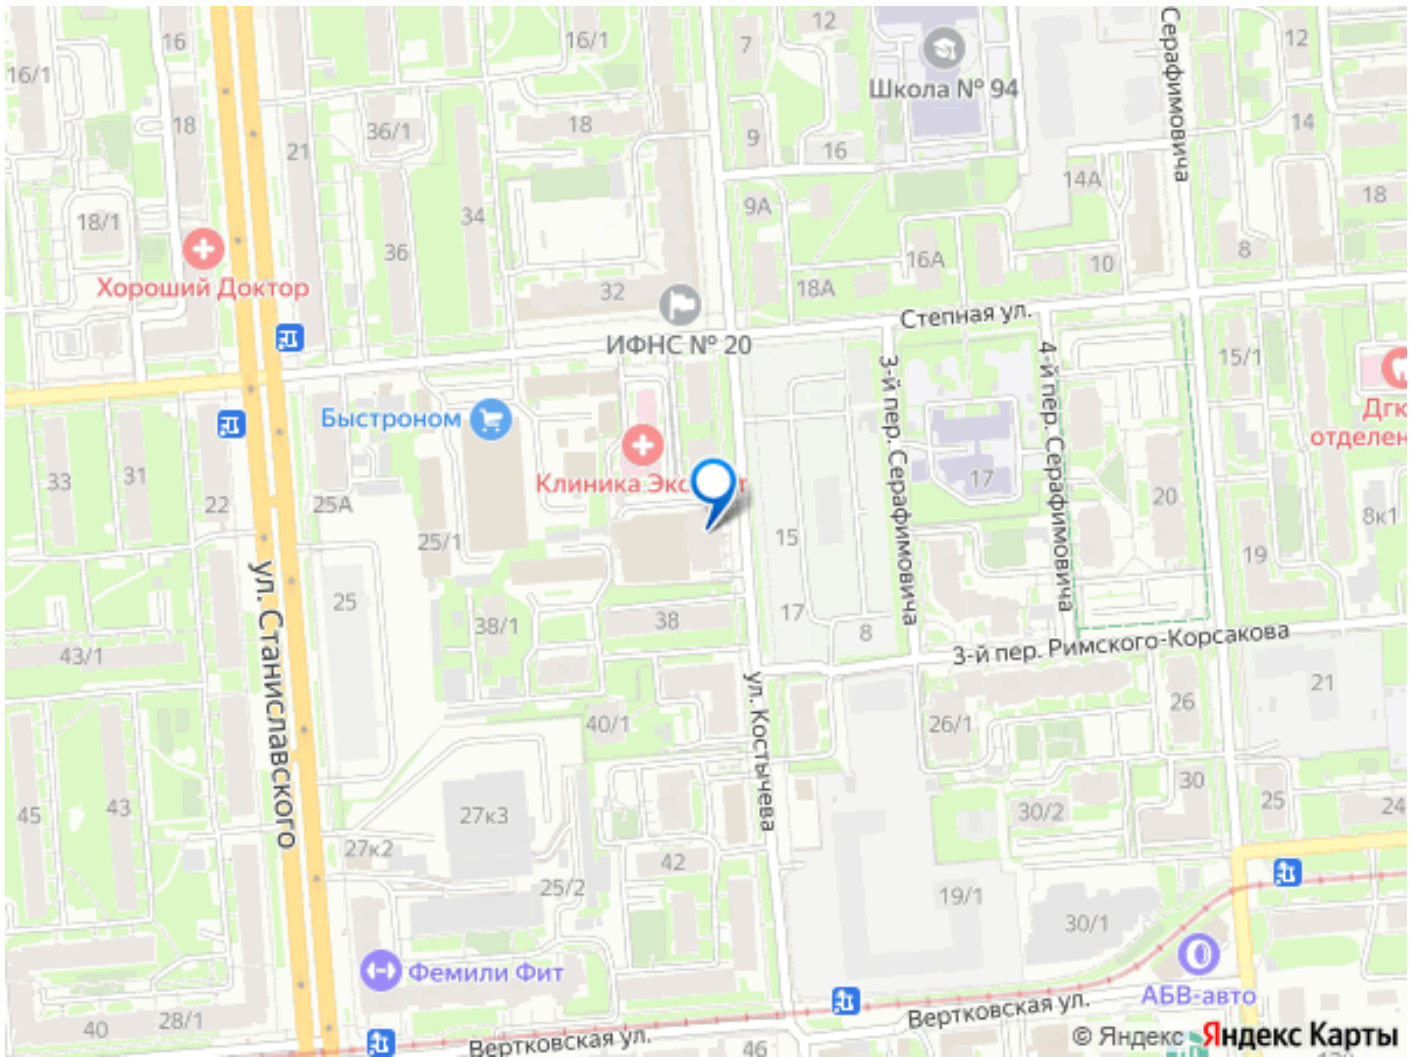 16
16/1
12
7
12
Серафимовича
16/1
Школа № 94
18
21
36/1
18
9
16
14
14А
18
18/1
34
9А
36
8
16А
10
Хороший Доктор
32
18А
Степная ул.
ИФНС № 20
15/1
3-й пер. Серафимовича
4-й пер. Серафимовича
Дгк
отделен
Быстроном
33
31
22
25А
Клиника Экс
т
17
20
8к1
25/1
15
19
ул. Станиславского
25
38/1
38
17
8
3-й пер. Римского-Корсакова
43/1
ул. Костычева
21
40/1
26/1
26
45
43
27к3
30
25
24
30/2
27к2
42
25/2
19/1
30/1
Фемили Фит
АБВ-авто
40
28/1
Вертковская ул.
Вертковская ул.
46
© Яндекс
Яндекс Карты